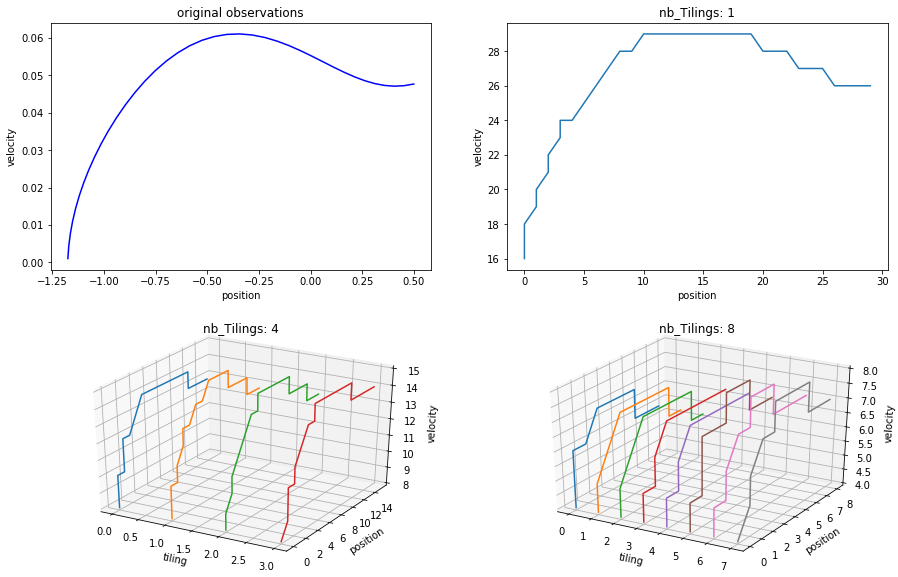 original observations
0.06
0.05
0.04
0.03
0.02
0.01
0.00
velocity
−1.25 −1.00 −0.75 −0.50 −0.25 0.00 0.25 0.50
position
nb_Tilings: 1
28
26
24
22
20
18
16
velocity
0 5 10 15 20 25 30
position
nb_Tilings: 4
15
14
13
12
11
10
9
8
velocity
0.0 0.5 1.0 1.5 2.0 2.5 3.0
tiling
0 2 4 6 8 10 12 14
position
nb_Tilings: 8
8.0
7.5
7.0
6.5
6.0
5.5
5.0
4.5
4.0
velocity
0 1 2 3 4 5 6 7
tiling
0 1 2 3 4 5 6 7 8
position